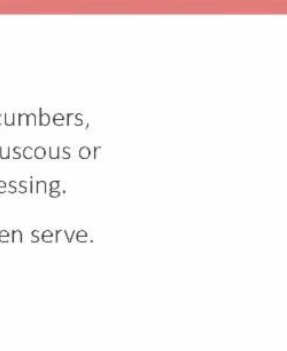 cumbers,
uscous or
essing.
en serve.